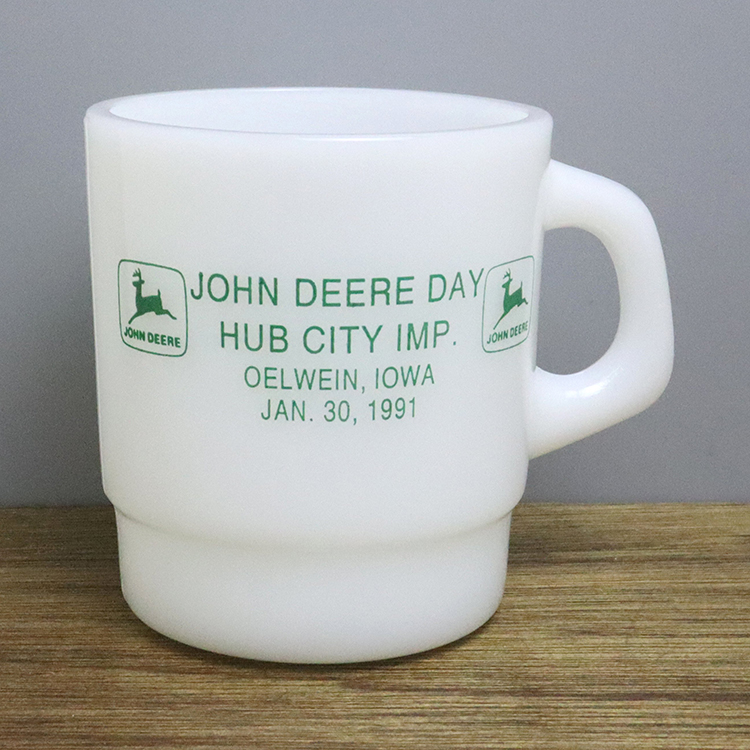 JOHN DEERE DAY
HUB CITY IMP.
OELWEIN, IOWA
JAN. 30, 1991
JOHN DEERE
JOHN DEERE